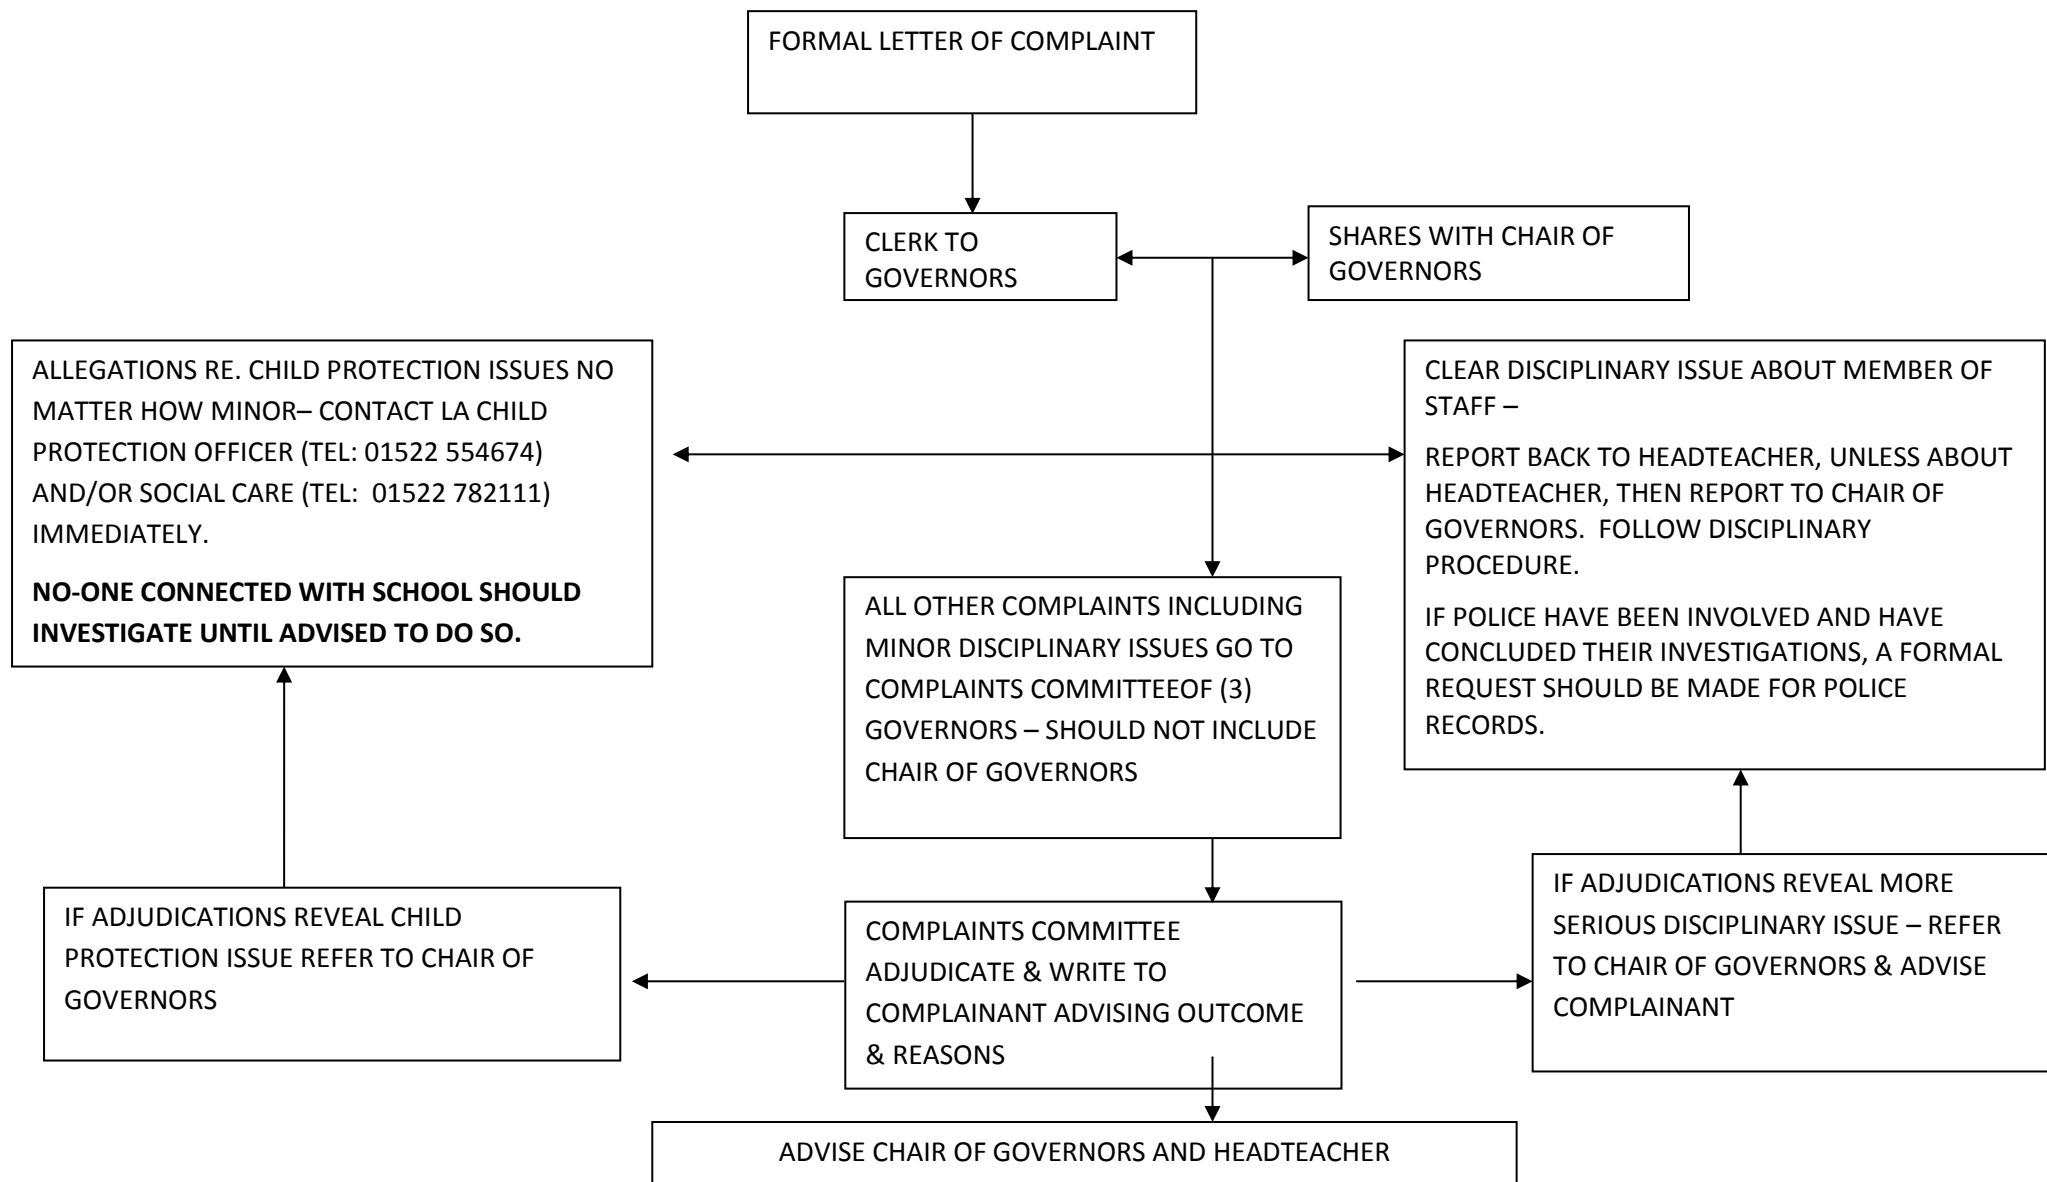 FORMAL LETTER OF COMPLAINT
CLERK TO
GOVERNORS
SHARES WITH CHAIR OF
GOVERNORS
ALLEGATIONS RE. CHILD PROTECTION ISSUES NO
MATTER HOW MINOR– CONTACT LA CHILD
PROTECTION OFFICER (TEL: 01522 554674)
AND/OR SOCIAL CARE (TEL:  01522 782111)
IMMEDIATELY.
NO-ONE CONNECTED WITH SCHOOL SHOULD
INVESTIGATE UNTIL ADVISED TO DO SO.
CLEAR DISCIPLINARY ISSUE ABOUT MEMBER OF
STAFF –
REPORT BACK TO HEADTEACHER, UNLESS ABOUT
HEADTEACHER, THEN REPORT TO CHAIR OF
GOVERNORS.  FOLLOW DISCIPLINARY
PROCEDURE.
IF POLICE HAVE BEEN INVOLVED AND HAVE
CONCLUDED THEIR INVESTIGATIONS, A FORMAL
REQUEST SHOULD BE MADE FOR POLICE
RECORDS.
ALL OTHER COMPLAINTS INCLUDING
MINOR DISCIPLINARY ISSUES GO TO
COMPLAINTS COMMITTEEOF (3)
GOVERNORS – SHOULD NOT INCLUDE
CHAIR OF GOVERNORS
IF ADJUDICATIONS REVEAL CHILD
PROTECTION ISSUE REFER TO CHAIR OF
GOVERNORS
COMPLAINTS COMMITTEE
ADJUDICATE & WRITE TO
COMPLAINANT ADVISING OUTCOME
& REASONS
IF ADJUDICATIONS REVEAL MORE
SERIOUS DISCIPLINARY ISSUE – REFER
TO CHAIR OF GOVERNORS & ADVISE
COMPLAINANT
ADVISE CHAIR OF GOVERNORS AND HEADTEACHER